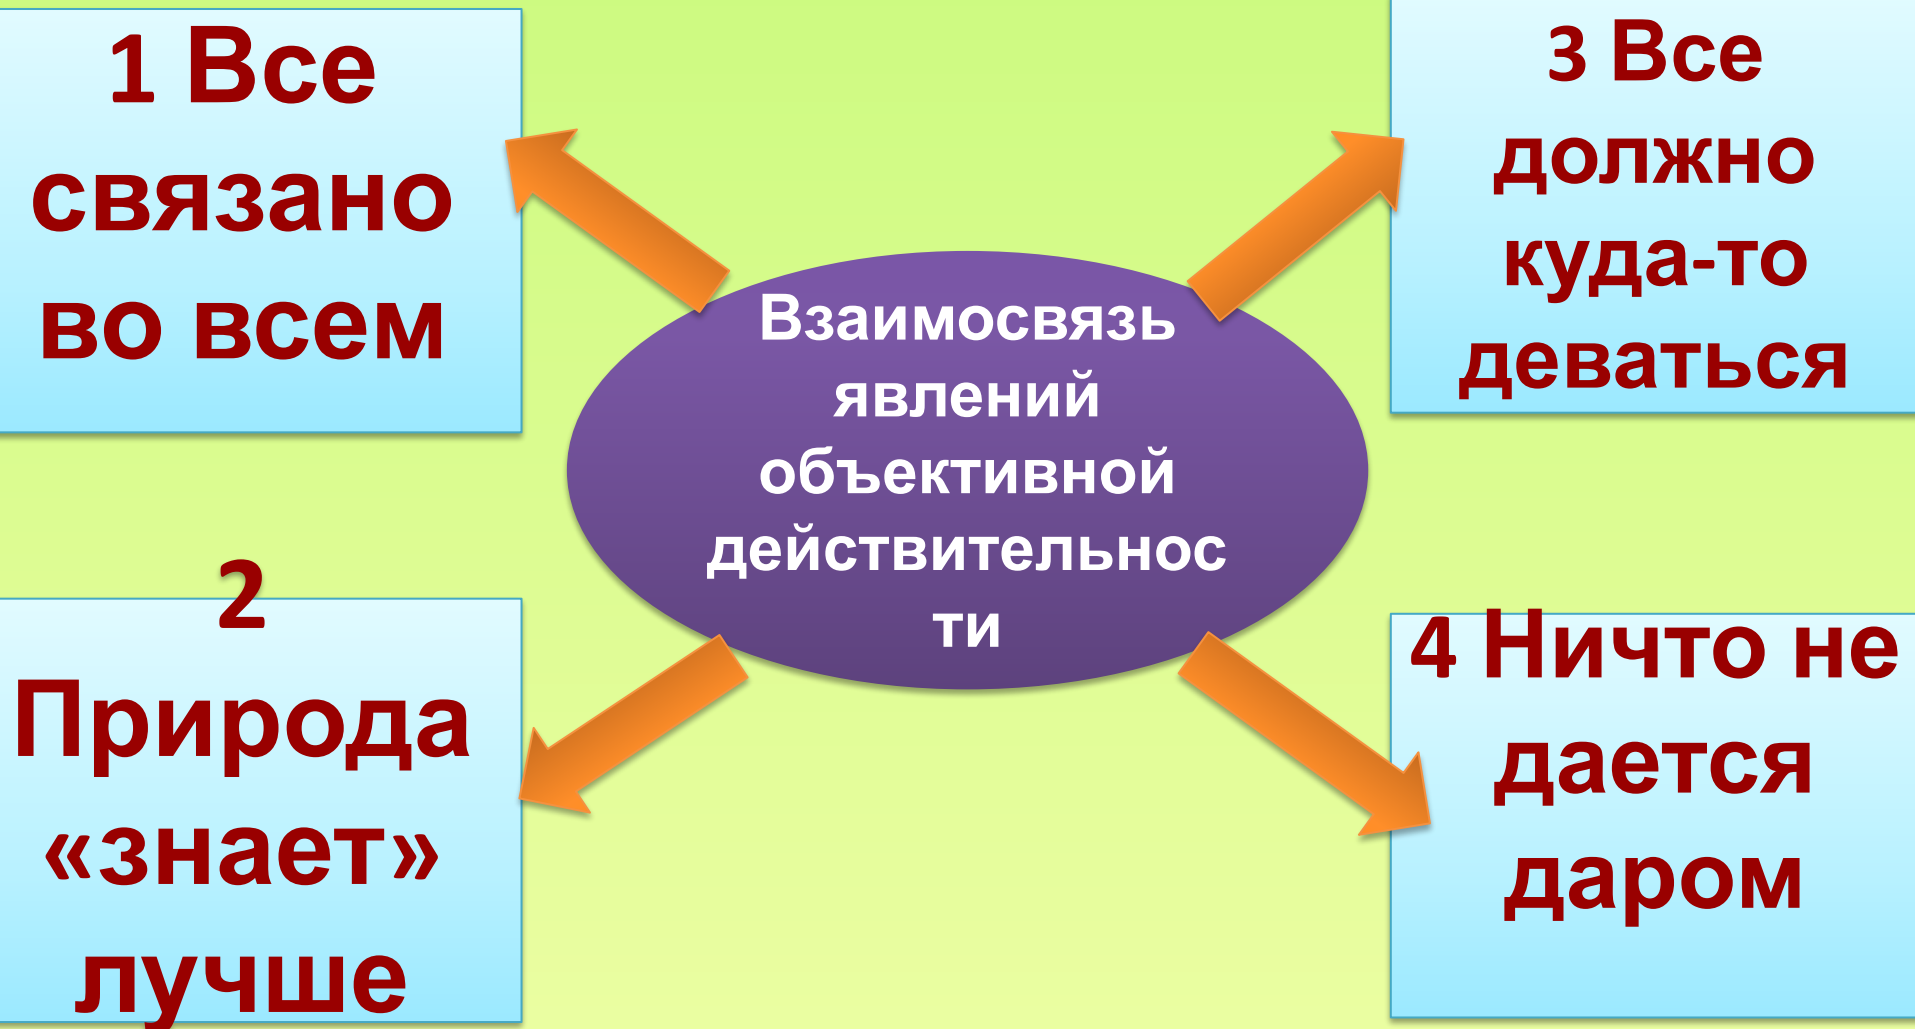 1 Все
связано
во всем
2
Природа
«знает»
лучше
Взаимосвязь
явлений
объективной
действительнос
ти
3 Все
должно
куда-то
деваться
4 Ничто не
дается
даром